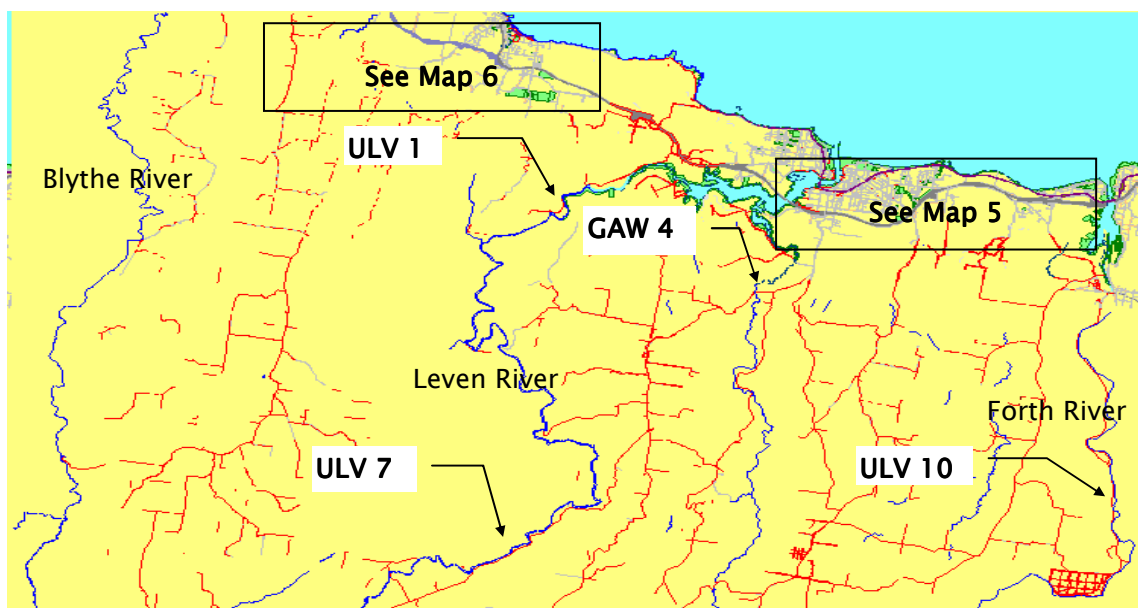 See Map 6
ULV 1
Blythe River
See Map 5
GAW 4
Leven River
Forth River
ULV 7
ULV 10